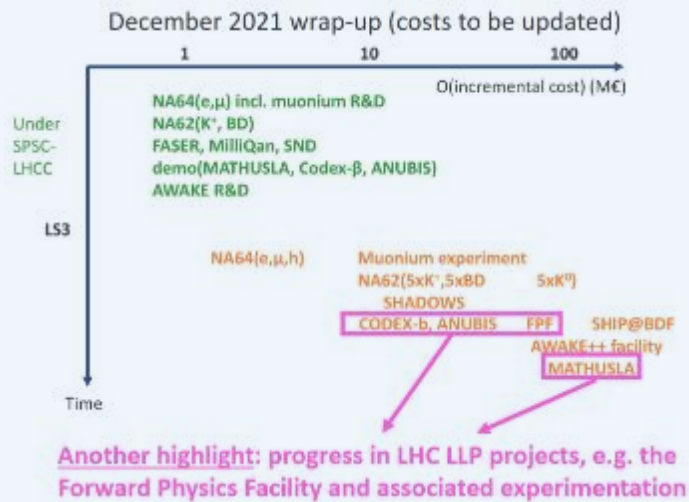 December 2021 wrap-up (costs to be updated)
1 10 100
O(incremental cost) (M€)
NA64(e,μ) incl. muonium R&D
Under NA62(K⁺, BD)
SPSC- FASER, MilliQan, SND
LHCC demo(MATHUSLA, Codex-β, ANUBIS)
AWAKE R&D
LS3
NA64(e,μ,h) Muonium experiment
NA62(5xK⁺,5xBD 5xK⁰)
SHADOWS
CODEX-b, ANUBIS FPF SHIP@BDF
AWAKE++ facility
MATHUSLA
Time
Another highlight: progress in LHC LLP projects, e.g. the
Forward Physics Facility and associated experimentation